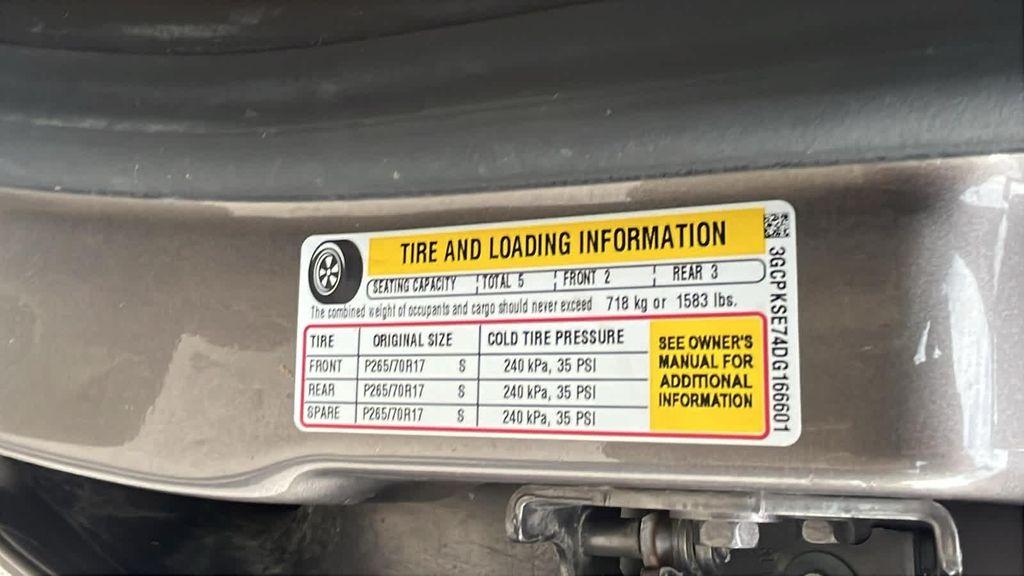 TIRE AND LOADING INFORMATION
SEATING CAPACITY TOTAL 5 FRONT 2 REAR 3
The combined weight of occupants and cargo should never exceed 718 kg or 1583 lbs.
TIRE ORIGINAL SIZE COLD TIRE PRESSURE
FRONT P265/70R17 S 240 kPa, 35 PSI
REAR P265/70R17 S 240 kPa, 35 PSI
SPARE P265/70R17 S 240 kPa, 35 PSI
SEE OWNER'S
MANUAL FOR
ADDITIONAL
INFORMATION
3GCPKSE74DG166601